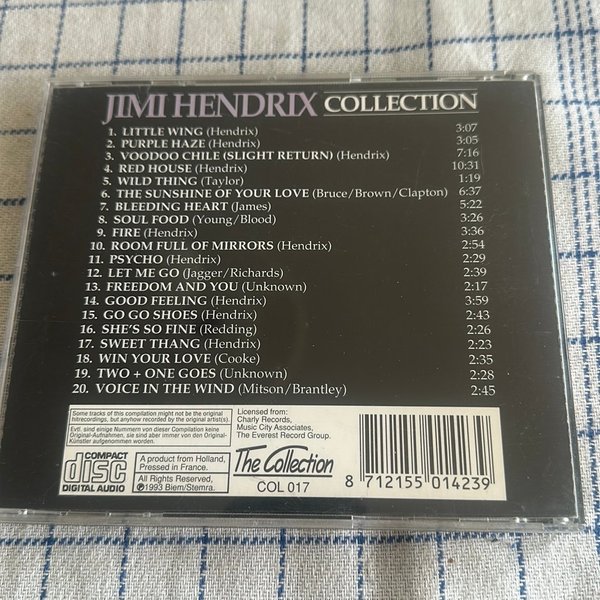 JIMI HENDRIX COLLECTION
1. LITTLE WING (Hendrix) 3:07
2. PURPLE HAZE (Hendrix) 3:05
3. VOODOO CHILE (SLIGHT RETURN) (Hendrix) 7:16
4. RED HOUSE (Hendrix) 10:31
5. WILD THING (Taylor) 1:19
6. THE SUNSHINE OF YOUR LOVE (Bruce/Brown/Clapton) 6:37
7. BLEEDING HEART (James) 5:22
8. SOUL FOOD (Young/Blood) 3:26
9. FIRE (Hendrix) 3:36
10. ROOM FULL OF MIRRORS (Hendrix) 2:54
11. PSYCHO (Hendrix) 2:29
12. LET ME GO (Jagger/Richards) 2:39
13. FREEDOM AND YOU (Unknown) 2:17
14. GOOD FEELING (Hendrix) 3:59
15. GO GO SHOES (Hendrix) 2:43
16. SHE'S SO FINE (Redding) 2:26
17. SWEET THANG (Hendrix) 2:23
18. WIN YOUR LOVE (Cooke) 2:35
19. TWO + ONE GOES (Unknown) 2:28
20. VOICE IN THE WIND (Mitson/Brantley) 2:45
Some tracks of this compilation might not be the original
hitrecordings, but anyhow are recorded by the original artist(s).
Evtl. sind einige Nummern von dieser Compilation keine
Original-Aufnahmen, sie sind aber immer von den Original-
Künstler aufgenommen worden.
Licensed from:
Charly Records,
Music City Associates,
The Everest Record Group.
COMPACT
disc
DIGITAL AUDIO
A product from Holland,
Pressed in France.
All Rights Reserved,
℗1993 Biem/Stemra.
The Collection
COL 017
8 712155 014239